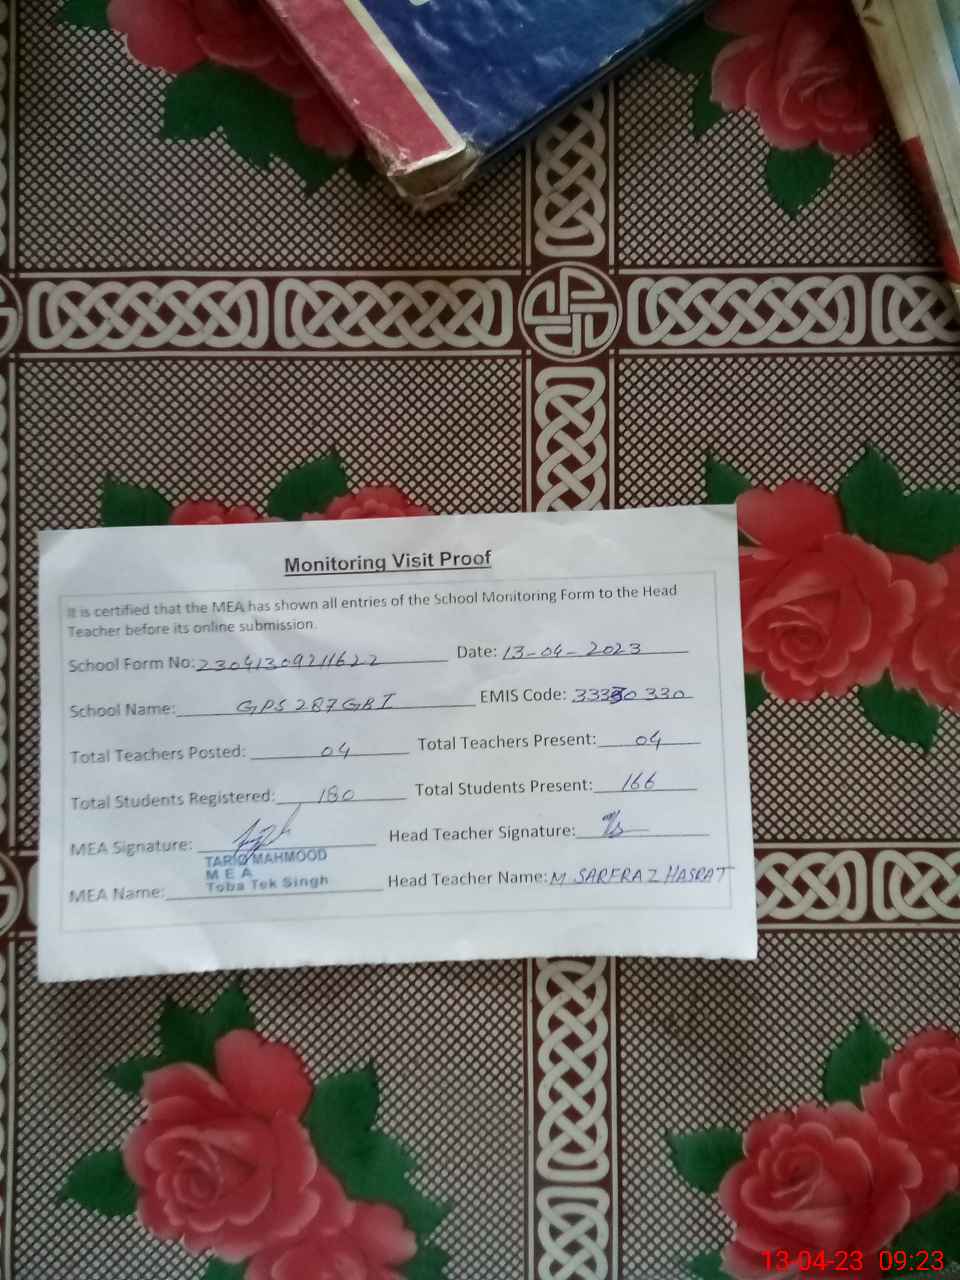 Monitoring Visit Proof
It is certified that the MEA has shown all entries of the School Monitoring Form to the Head
Teacher before its online submission.
School Form No: 2304130921 1622 Date: 13-04-2023
School Name: GPS 287 GB I EMIS Code: 33330330
Total Teachers Posted: 04 Total Teachers Present: 04
Total Students Registered: 180 Total Students Present: 166
MEA Signature: Head Teacher Signature:
TARIQ MAHMOOD
M E A
Toba Tek Singh
MEA Name: Head Teacher Name: M SARFRAZ HASRAT
13-04-23 09:23